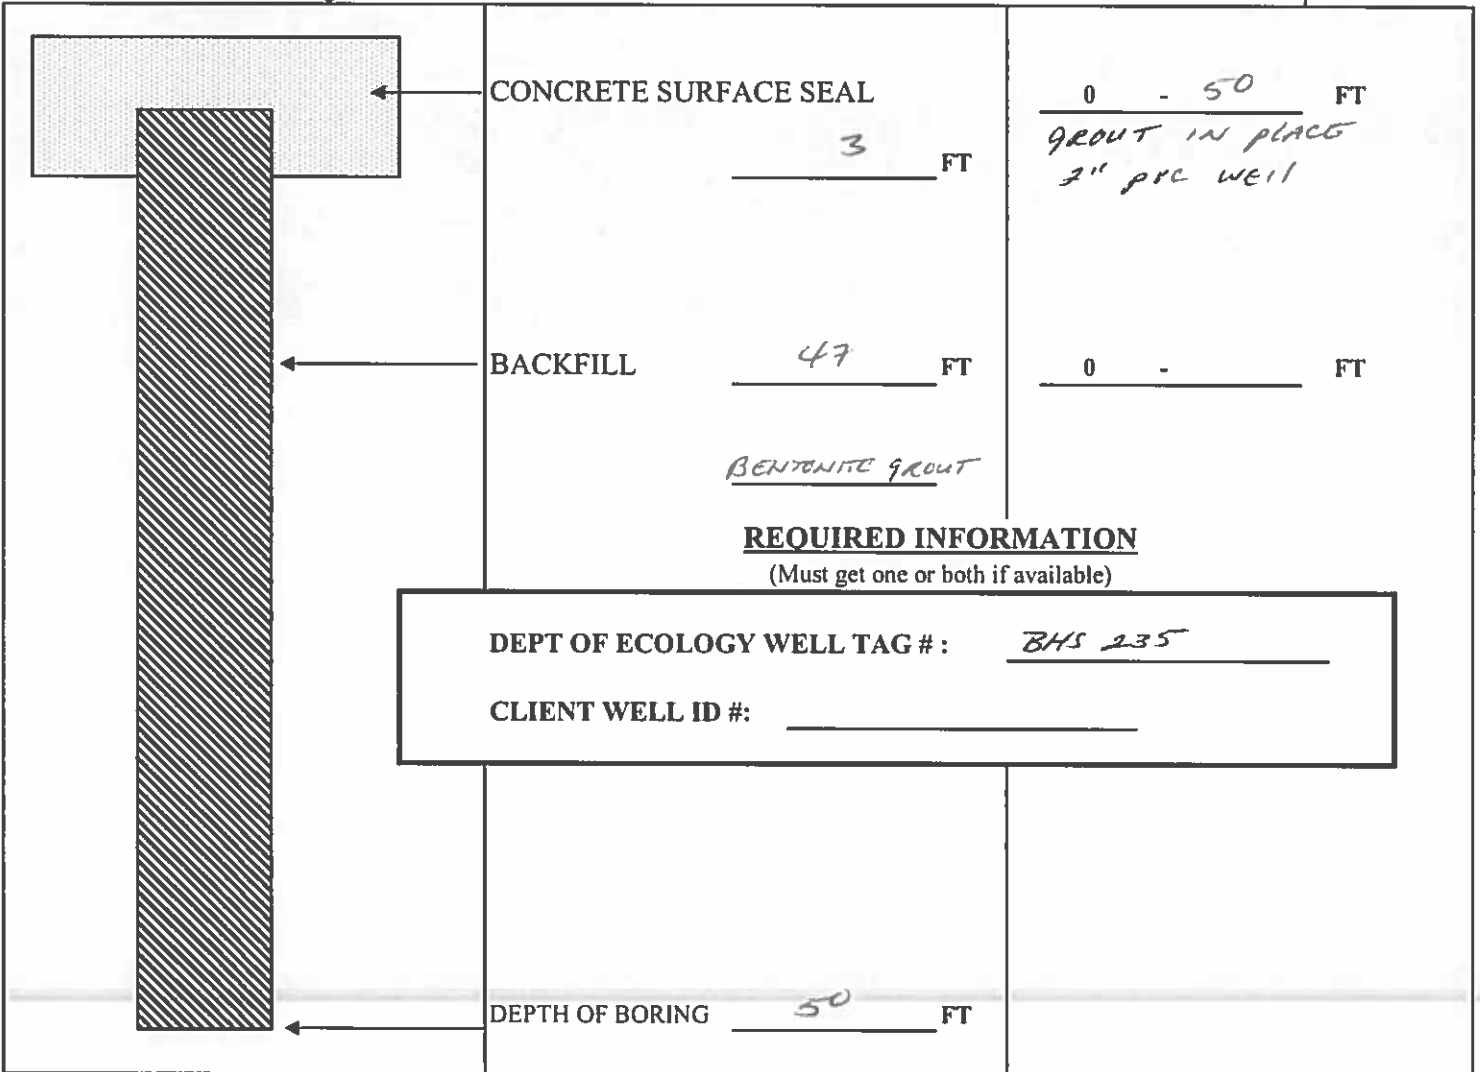 CONCRETE SURFACE SEAL
3 FT
0 - 50 FT
GROUT IN PLACE
2" PVC WELL
BACKFILL 47 FT
0 - FT
BENTONITE GROUT
REQUIRED INFORMATION
(Must get one or both if available)
DEPT OF ECOLOGY WELL TAG # : BHS 235
CLIENT WELL ID #:
DEPTH OF BORING 50 FT